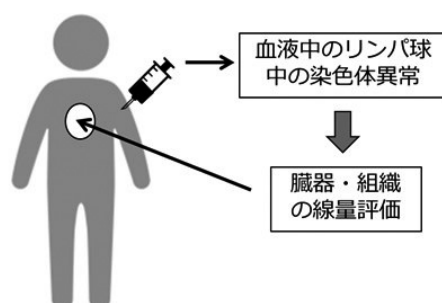 血液中のリンパ球
中の染色体異常
臓器・組織
の線量評価